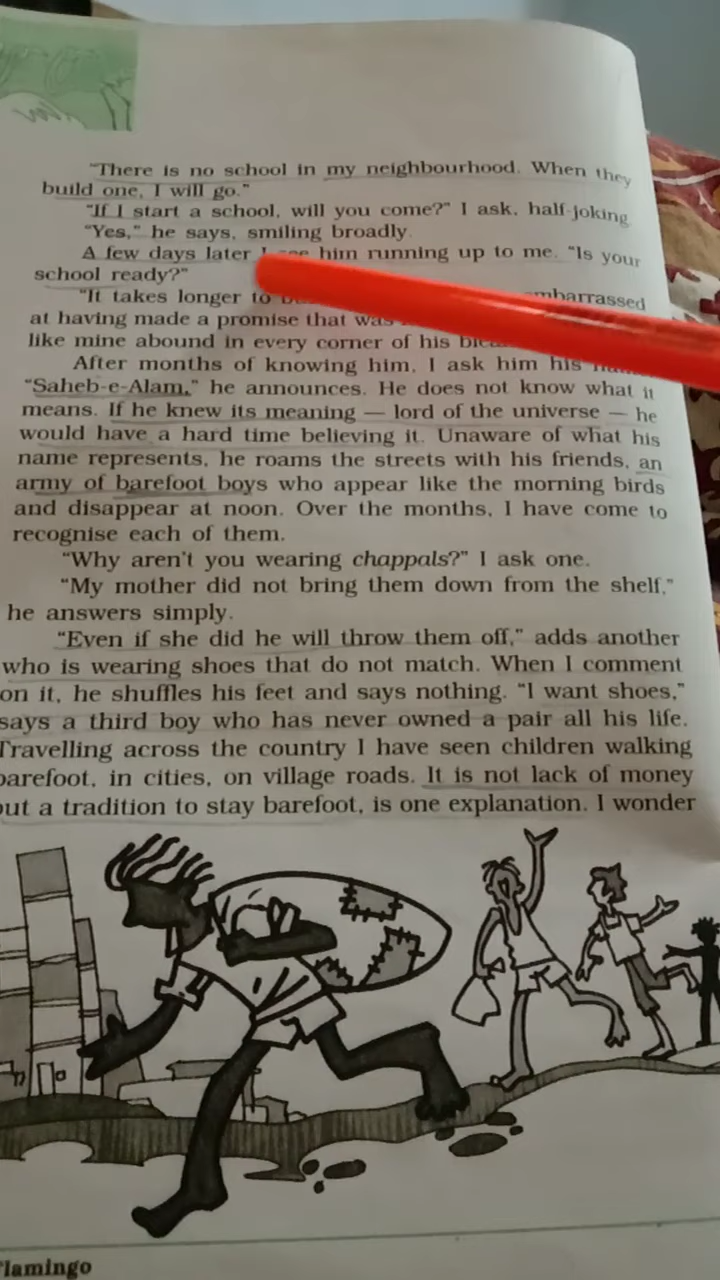 "There is no school in my neighbourhood. When they
build one, I will go."
"If I start a school, will you come?" I ask, half-joking
"Yes," he says, smiling broadly.
A few days later I see him running up to me. "Is your
school ready?"
"It takes longer to embarrassed
at having made a promise that was
like mine abound in every corner of his
After months of knowing him, I ask him his
"Saheb-e-Alam," he announces. He does not know what it
means. If he knew its meaning — lord of the universe — he
would have a hard time believing it. Unaware of what his
name represents, he roams the streets with his friends, an
army of barefoot boys who appear like the morning birds
and disappear at noon. Over the months, I have come to
recognise each of them.
"Why aren't you wearing chappals?" I ask one.
"My mother did not bring them down from the shelf,"
he answers simply.
"Even if she did he will throw them off," adds another
who is wearing shoes that do not match. When I comment
on it, he shuffles his feet and says nothing. "I want shoes,"
says a third boy who has never owned a pair all his life.
Travelling across the country I have seen children walking
barefoot, in cities, on village roads. It is not lack of money
but a tradition to stay barefoot, is one explanation. I wonder
Flamingo